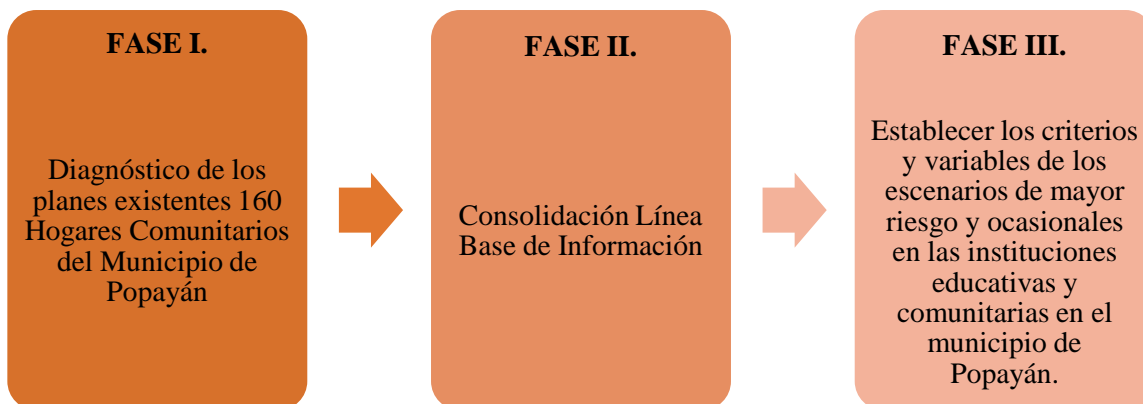 FASE I.
Diagnóstico de los
planes existentes 160
Hogares Comunitarios
del Municipio de
Popayán
FASE II.
Consolidación Línea
Base de Información
FASE III.
Establecer los criterios
y variables de los
escenarios de mayor
riesgo y ocasionales
en las instituciones
educativas y
comunitarias en el
municipio de
Popayán.